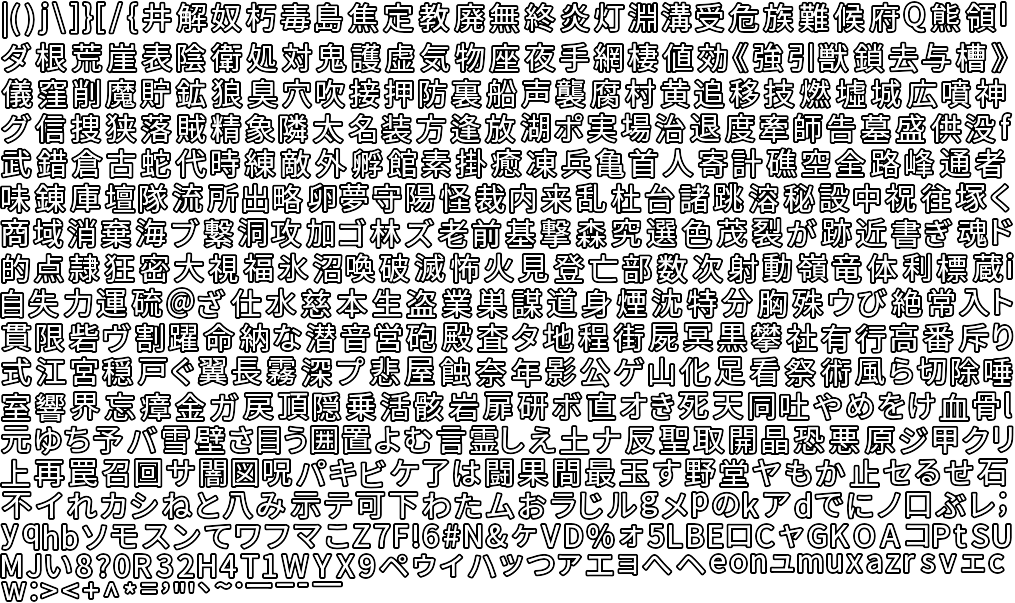 |()j\]}[/{井解奴朽毒島焦定教廃無終炎灯淵溝受危族難候府Q熊領l
ダ根荒崖表陰衛処対鬼護虚気物座夜手網棲値効《強引獣鎖去与槽》
儀窪削魔貯鉱狼臭穴吹接押防裏船声襲腐村黄追移技燃墟城広噴神
グ信捜狭落賊精象隣太名装方逢放湖ポ実場治退度牽師告墓盛供没f
武錯倉古蛇代時練敵外孵館素掛癒凍兵亀首人寄計礁空全路峰通者
味錬庫壇隊流所出略卵夢守陽怪裁内来乱杜台諸跳溶秘設中祝往塚く
商域消棄海ブ繋洞攻加ゴ林ズ老前基撃森究選色茂裂が跡近書ぎ魂ド
的点隷狂密大視福氷沼喚破滅怖火見登亡部数次射動嶺竜体利標蔵i
自失力運硫@ざ仕水慈本生盗業巣謀道身煙沈特分胸殊ウび絶常入ト
貫限砦ヴ割躍命納な潜音営砲殿査タ地程街屍冥黒攀社有行高番斥り
式江宮穏戸ぐ翼長霧深プ悲屋蝕奈年影公ゲ山化足看祭術風ら切除唾
室響界忘瘴金ガ戻頂隠乗活骸岩扉研ボ直オき死天同吐やめをけ血骨l
元ゆち予バ雪壁さ目う囲置よむ言霊しえ土ナ反聖取開品恐悪原ジ甲クリ
上再罠召回サ闇図呪パキビケ了は闘果間最玉す野堂ヤもか止セるせ石
不イれカシねと八み示テ可下わたムおラじルgメpのkアdでに丿口ぶレ;
yqhbソモスンてワフマこZ7F!6#N&ヶVD%ォ5LBEロCャGKOAコPtSU
MJい8?0R32H4T1WYX9ペゥィハッつァエョへヘeonュmuxazrsvェc
w:><+^*=’"'丶~˜·一ー-―